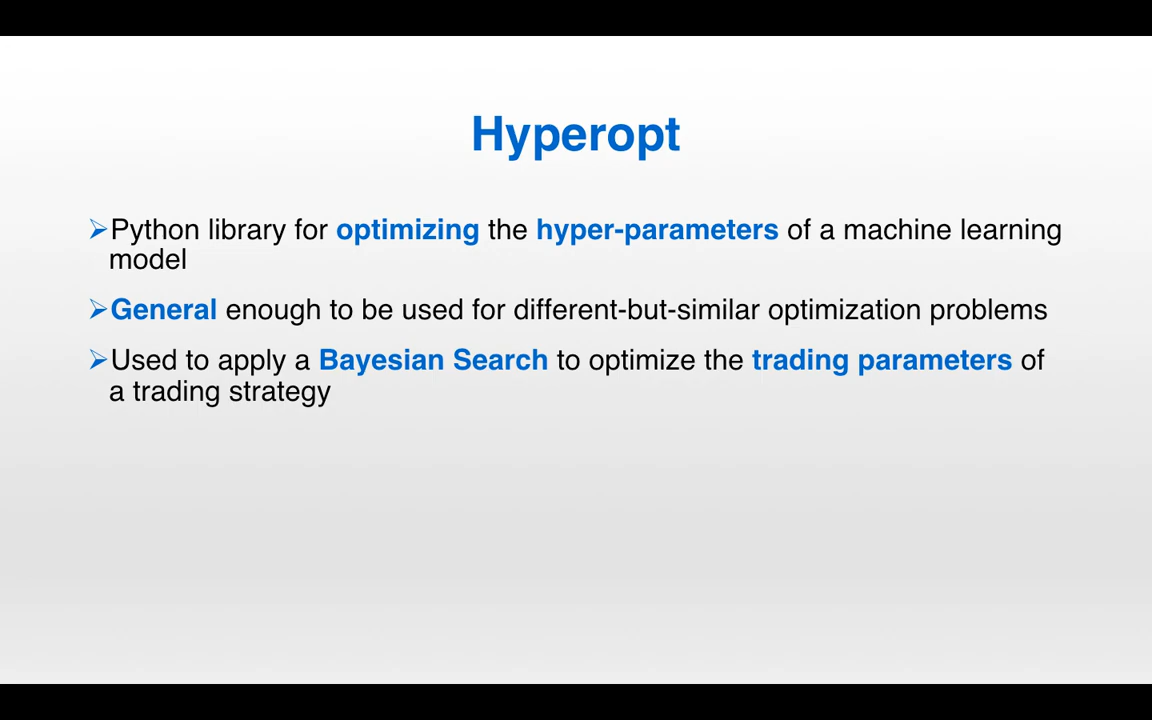 Hyperopt
➢Python library for optimizing the hyper-parameters of a machine learning
model
➢General enough to be used for different-but-similar optimization problems
➢Used to apply a Bayesian Search to optimize the trading parameters of
a trading strategy